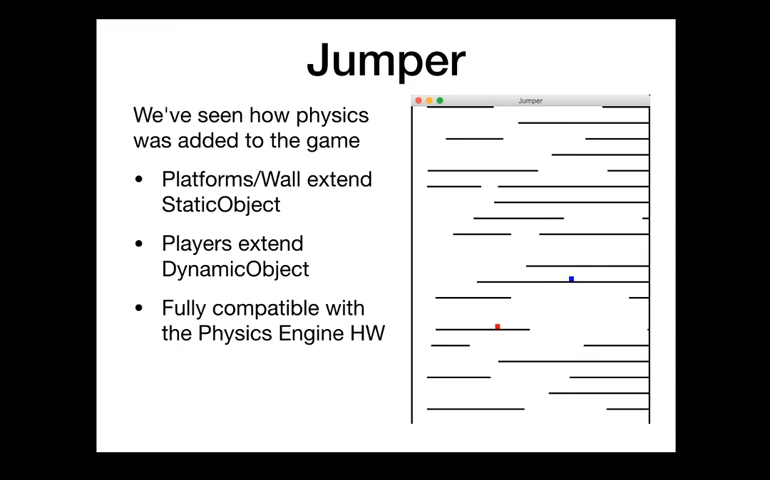 Jumper
We've seen how physics
was added to the game
• Platforms/Wall extend
StaticObject
• Players extend
DynamicObject
• Fully compatible with
the Physics Engine HW
Jumper